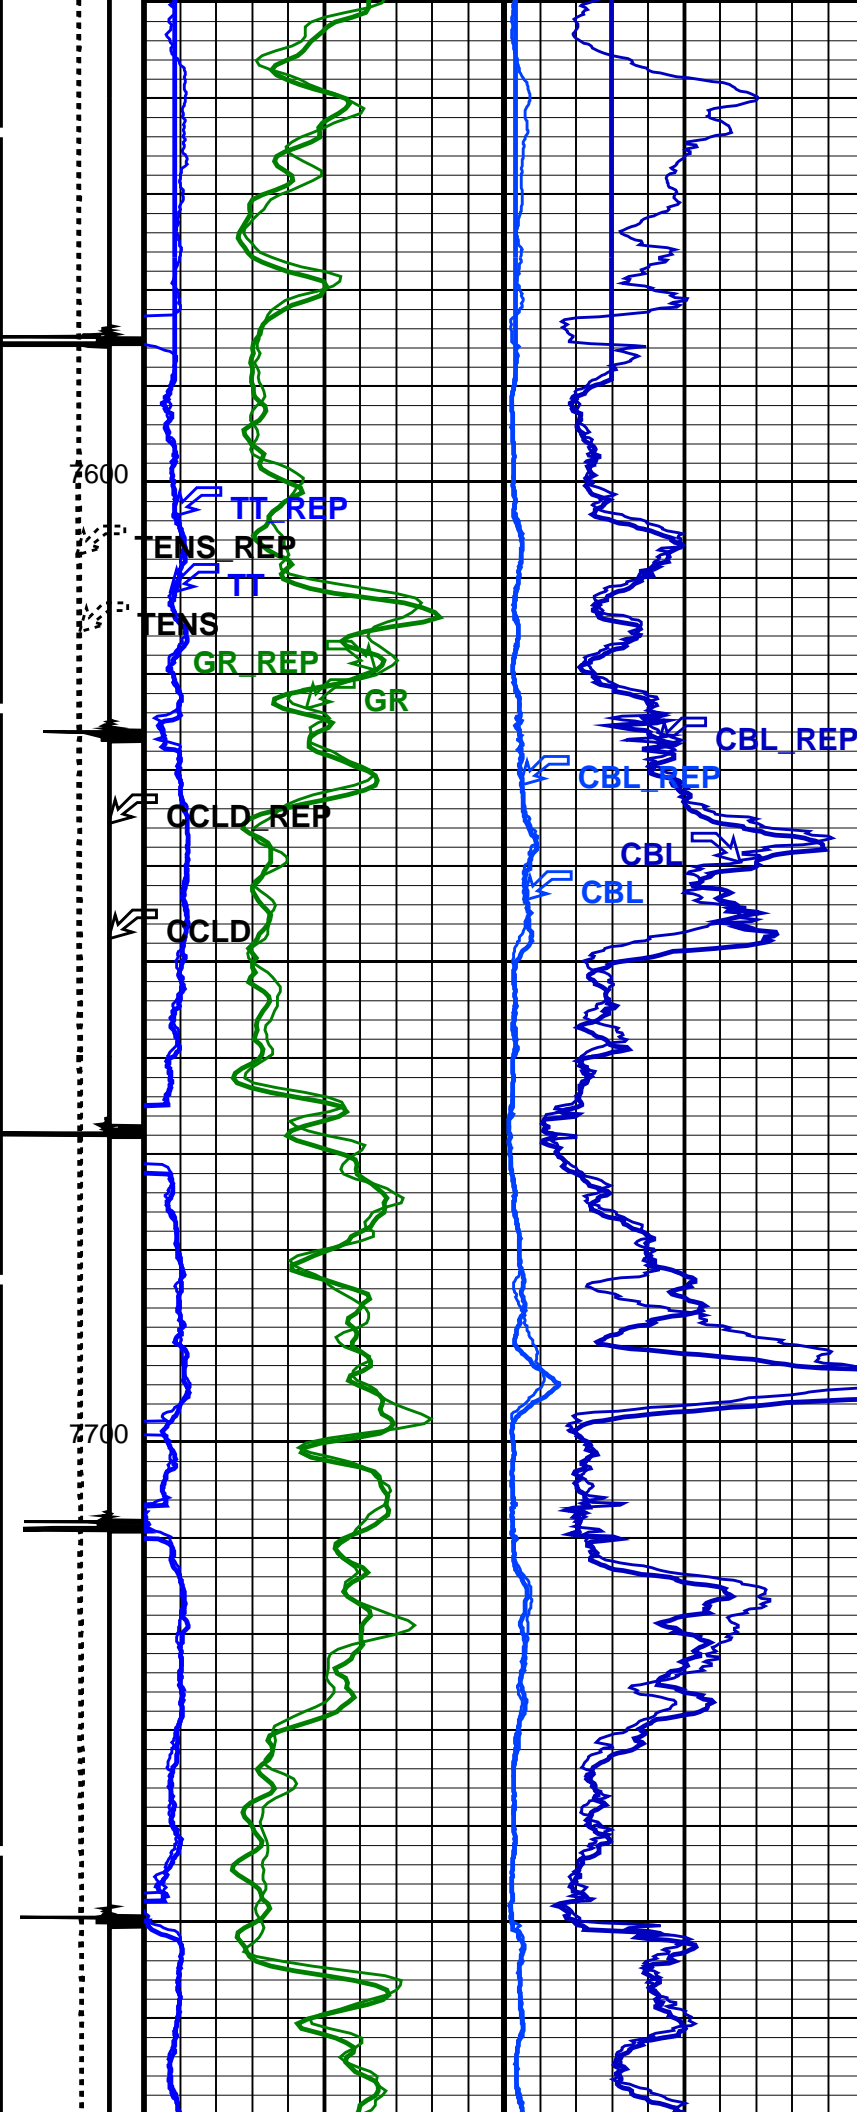 7600
TT_REP
TENS_REP
TT
TENS
GR_REP
GR
CBL_REP
CBL_REP
CCLD_REP
CBL
CBL
CCLD
7700